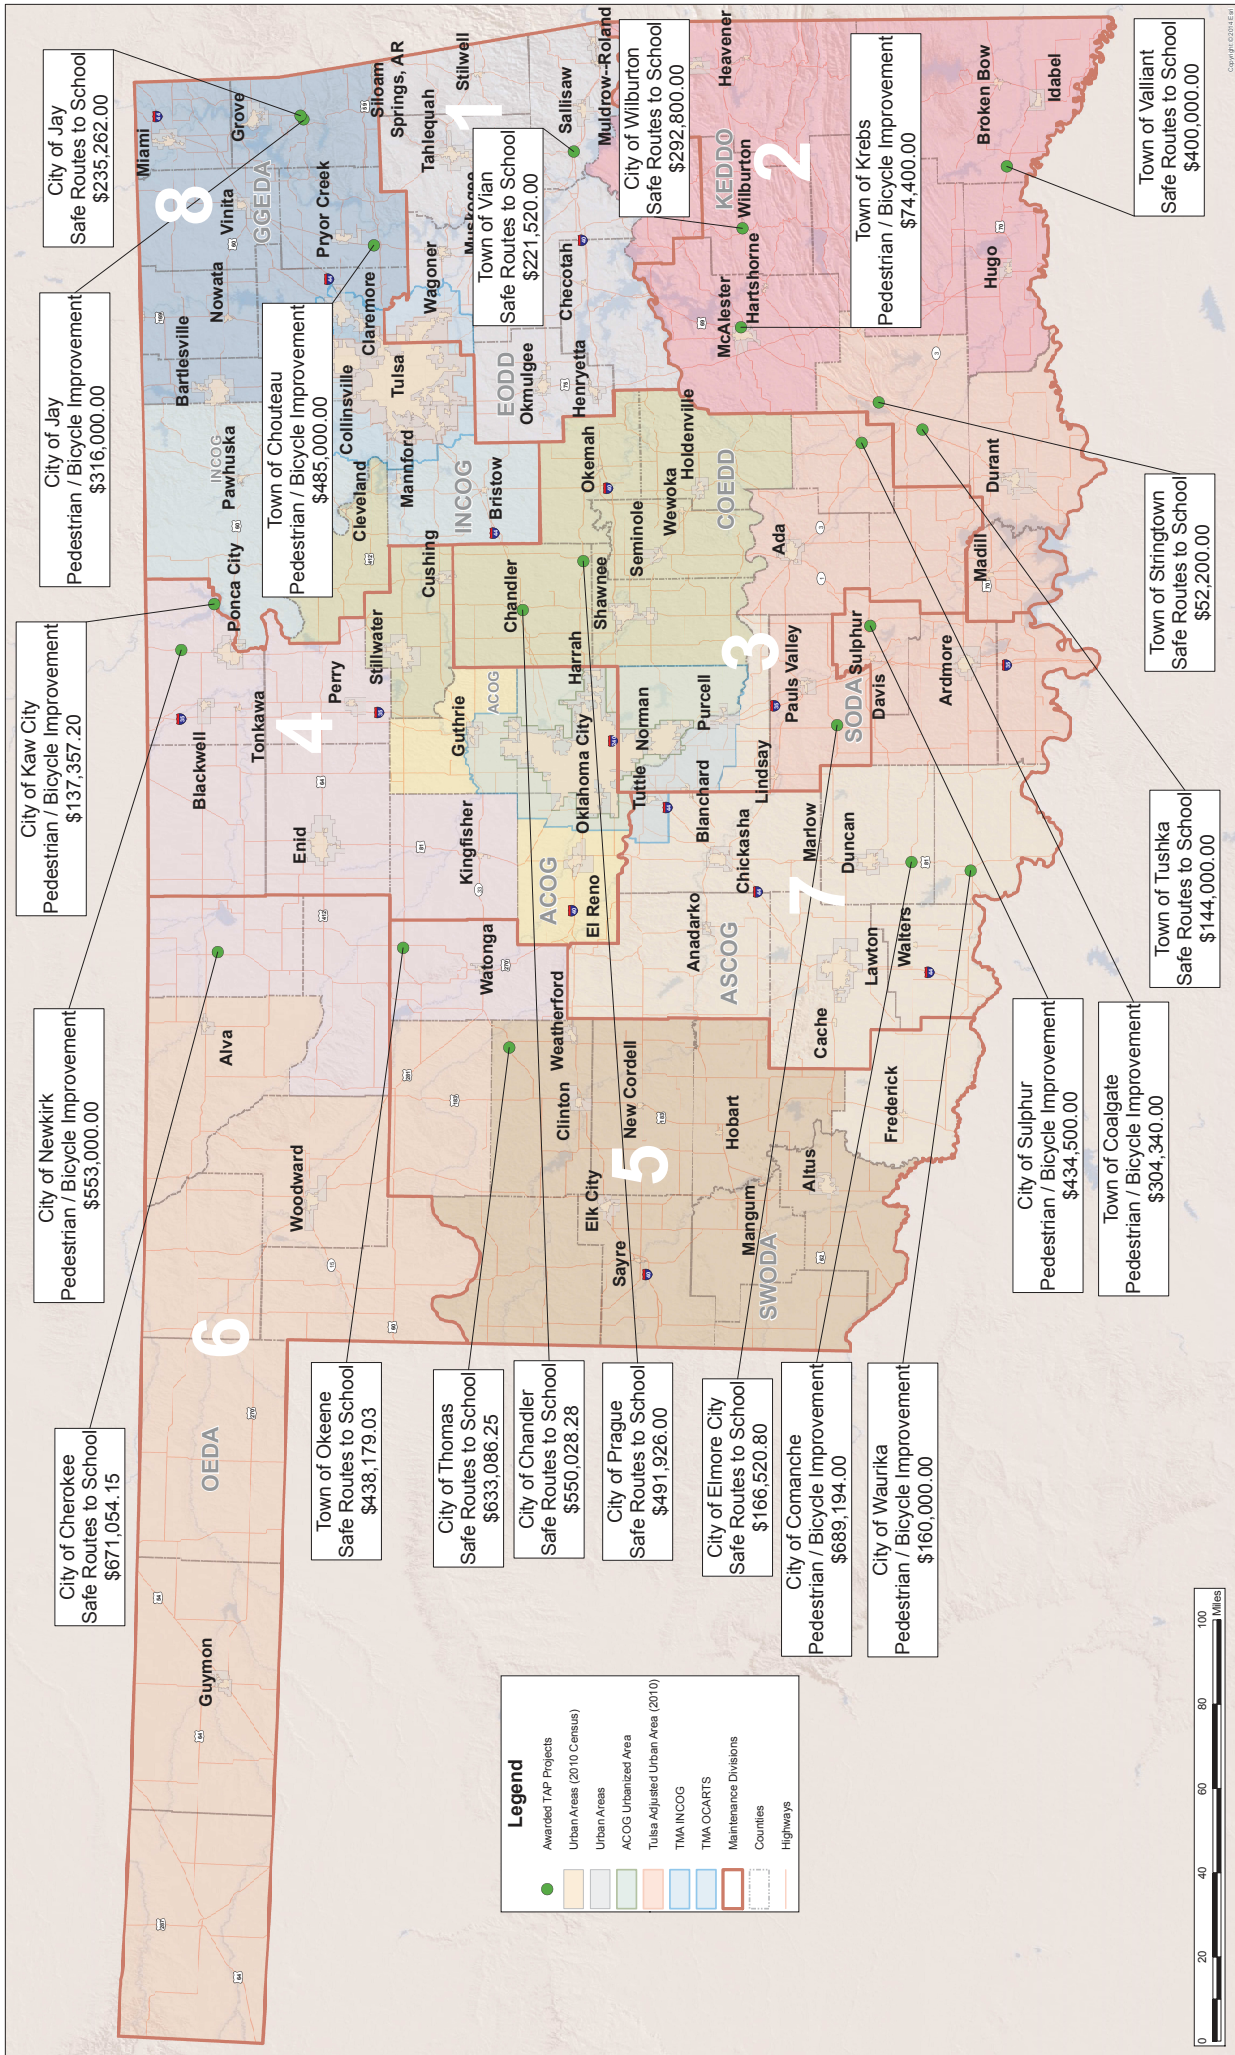 City of Cherokee
Safe Routes to School
$671,054.15
City of Newkirk
Pedestrian / Bicycle Improvement
$553,000.00
City of Kaw City
Pedestrian / Bicycle Improvement
$137,357.20
City of Jay
Pedestrian / Bicycle Improvement
$316,000.00
City of Jay
Safe Routes to School
$235,262.00
Town of Chouteau
Pedestrian / Bicycle Improvement
$485,000.00
Town of Vian
Safe Routes to School
$221,520.00
City of Wilburton
Safe Routes to School
$292,800.00
Town of Krebs
Pedestrian / Bicycle Improvement
$74,400.00
Town of Valliant
Safe Routes to School
$400,000.00
Town of Okeene
Safe Routes to School
$438,179.03
City of Thomas
Safe Routes to School
$633,086.25
City of Chandler
Safe Routes to School
$550,028.28
City of Prague
Safe Routes to School
$491,926.00
City of Elmore City
Safe Routes to School
$166,520.80
City of Comanche
Pedestrian / Bicycle Improvement
$689,194.00
City of Waurika
Pedestrian / Bicycle Improvement
$160,000.00
City of Sulphur
Pedestrian / Bicycle Improvement
$434,500.00
Town of Coalgate
Pedestrian / Bicycle Improvement
$304,340.00
Town of Tushka
Safe Routes to School
$144,000.00
Town of Stringtown
Safe Routes to School
$52,200.00
6
OEDA
Guymon
Woodward
Alva
4
Blackwell
Tonkawa
Ponca City
Enid
Perry
Stillwater
Kingfisher
Guthrie
Watonga
8
GGEDA
Miami
Grove
Vinita
Nowata
Bartlesville
Pryor Creek
Claremore
Siloam
Springs, AR
INCOG
Pawhuska
Collinsville
Tulsa
Cleveland
Mannford
INCOG
Bristow
Cushing
1
EODD
Tahlequah
Stilwell
Wagoner
Sallisaw
Muldrow--Roland
Checotah
Okmulgee
Henryetta
2
KEDDO
Heavener
Wilburton
Hartshorne
McAlester
Hugo
Broken Bow
Idabel
3
COEDD
Chandler
Harrah
Shawnee
Okemah
Seminole
Wewoka
Holdenville
Ada
ACOG
ACOG
Oklahoma City
El Reno
Norman
Tuttle
Purcell
Blanchard
Lindsay
Pauls Valley
SODA
Sulphur
Davis
Ardmore
Madill
Durant
7
ASCOG
Anadarko
Chickasha
Marlow
Duncan
Lawton
Walters
Cache
Frederick
5
SWODA
Weatherford
Clinton
New Cordell
Elk City
Sayre
Hobart
Mangum
Altus
Legend
Awarded TAP Projects
Urban Areas (2010 Census)
Urban Areas
ACOG Urbanized Area
Tulsa Adjusted Urban Area (2010)
TMA INCOG
TMA OCARTS
Maintenance Divisions
Counties
Highways
0 20 40 60 80 100
Miles
Copyright:©2014 Esri